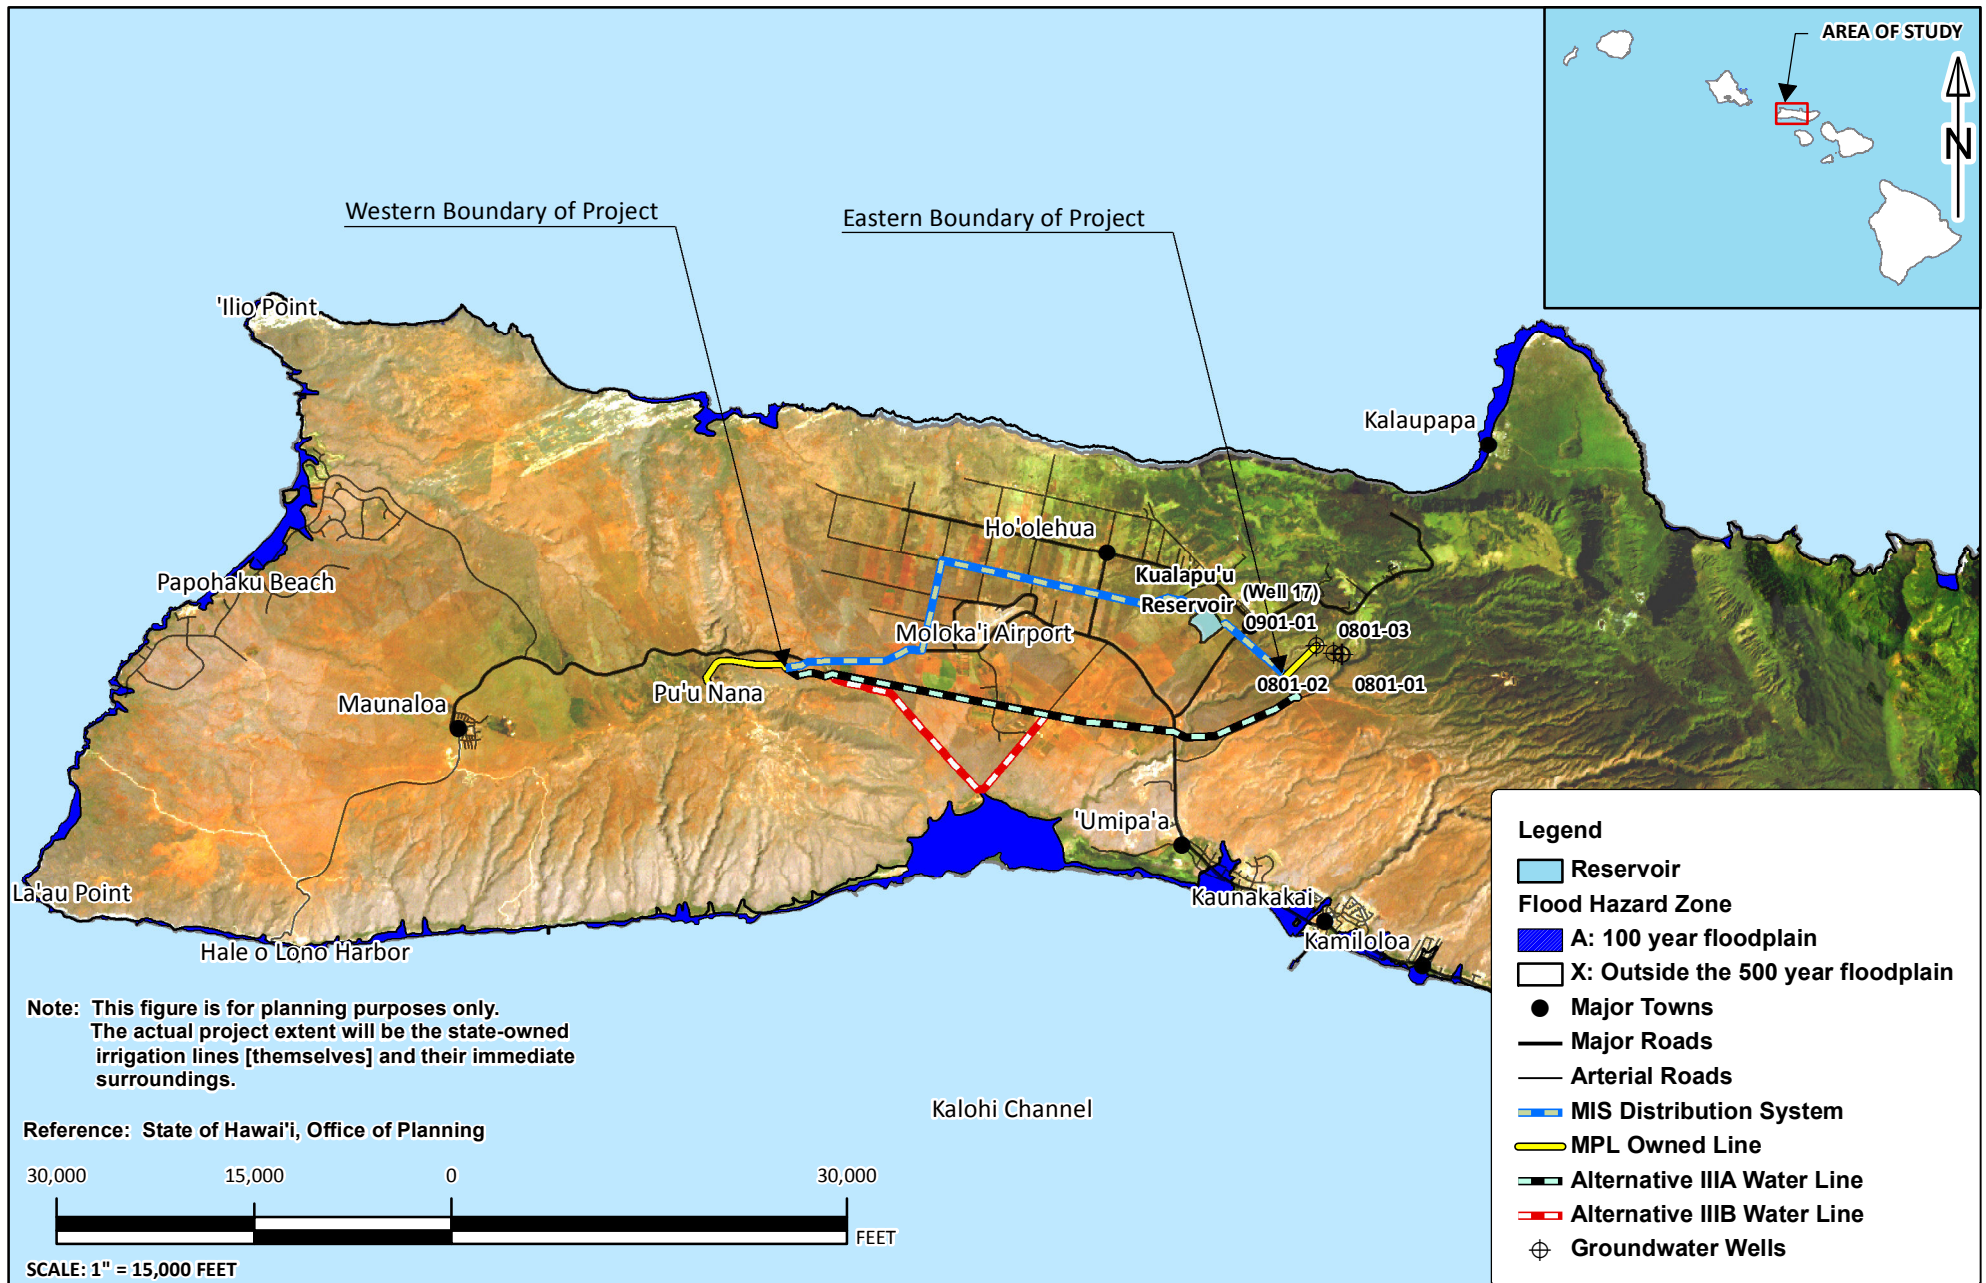 AREA OF STUDY
N
Western Boundary of Project
Eastern Boundary of Project
'Ilio Point
Kalaupapa
Ho'olehua
Kualapu'u
Reservoir
(Well 17)
0901-01
0801-03
Papohaku Beach
Moloka'i Airport
0801-02
0801-01
Pu'u Nana
Maunaloa
'Umipa'a
La'au Point
Kaunakakai
Kamiloloa
Hale o Lono Harbor
Note: This figure is for planning purposes only.
The actual project extent will be the state-owned
irrigation lines [themselves] and their immediate
surroundings.
Kalohi Channel
Reference: State of Hawai'i, Office of Planning
30,000 15,000 0 30,000
FEET
SCALE: 1" = 15,000 FEET
Legend
Reservoir
Flood Hazard Zone
A: 100 year floodplain
X: Outside the 500 year floodplain
Major Towns
Major Roads
Arterial Roads
MIS Distribution System
MPL Owned Line
Alternative IIIA Water Line
Alternative IIIB Water Line
Groundwater Wells